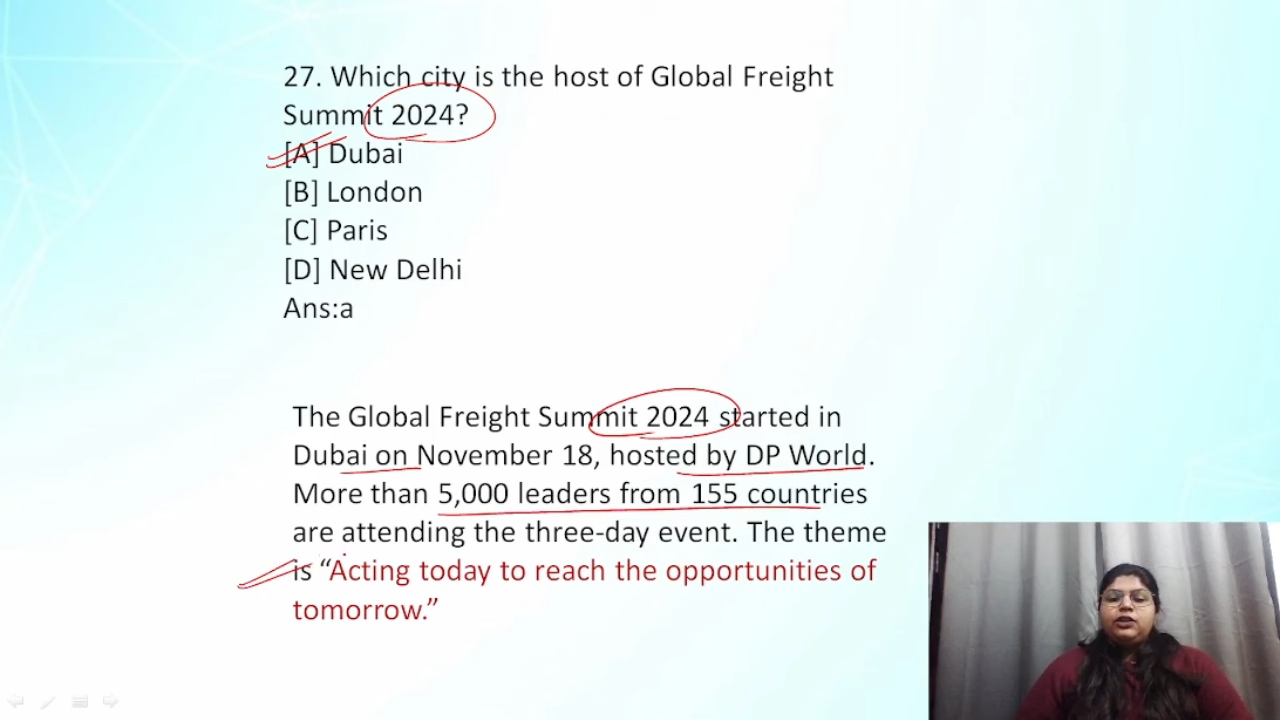 27. Which city is the host of Global Freight
Summit 2024?
[A] Dubai
[B] London
[C] Paris
[D] New Delhi
Ans:a
The Global Freight Summit 2024 started in
Dubai on November 18, hosted by DP World.
More than 5,000 leaders from 155 countries
are attending the three-day event. The theme
is “Acting today to reach the opportunities of
tomorrow.”